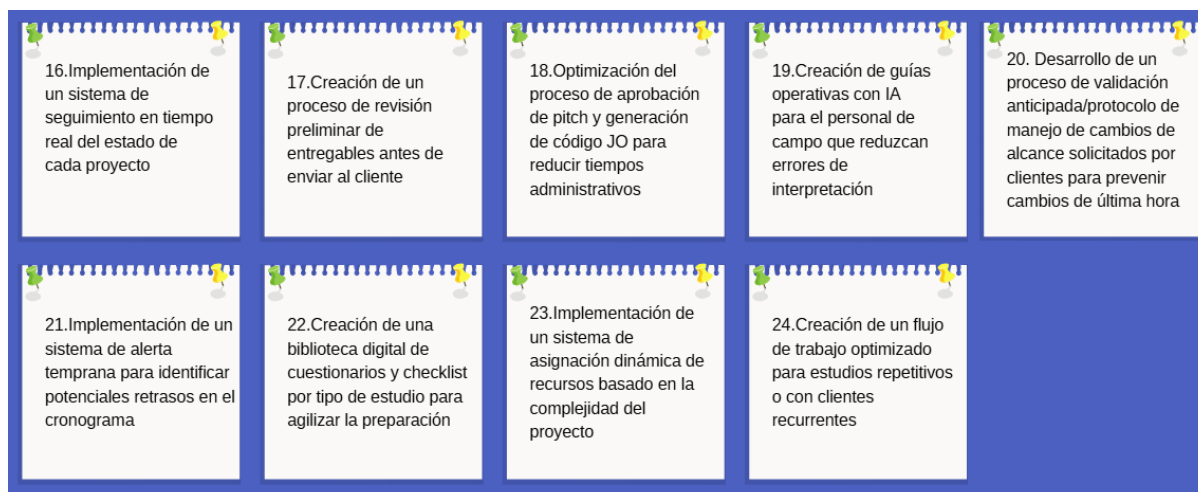 16.Implementación de
un sistema de
seguimiento en tiempo
real del estado de
cada proyecto
17.Creación de un
proceso de revisión
preliminar de
entregables antes de
enviar al cliente
18.Optimización del
proceso de aprobación
de pitch y generación
de código JO para
reducir tiempos
administrativos
19.Creación de guías
operativas con IA
para el personal de
campo que reduzcan
errores de
interpretación
20. Desarrollo de un
proceso de validación
anticipada/protocolo de
manejo de cambios de
alcance solicitados por
clientes para prevenir
cambios de última hora
21.Implementación de un
sistema de alerta
temprana para identificar
potenciales retrasos en el
cronograma
22.Creación de una
biblioteca digital de
cuestionarios y checklist
por tipo de estudio para
agilizar la preparación
23.Implementación de
un sistema de
asignación dinámica de
recursos basado en la
complejidad del
proyecto
24.Creación de un flujo
de trabajo optimizado
para estudios repetitivos
o con clientes
recurrentes